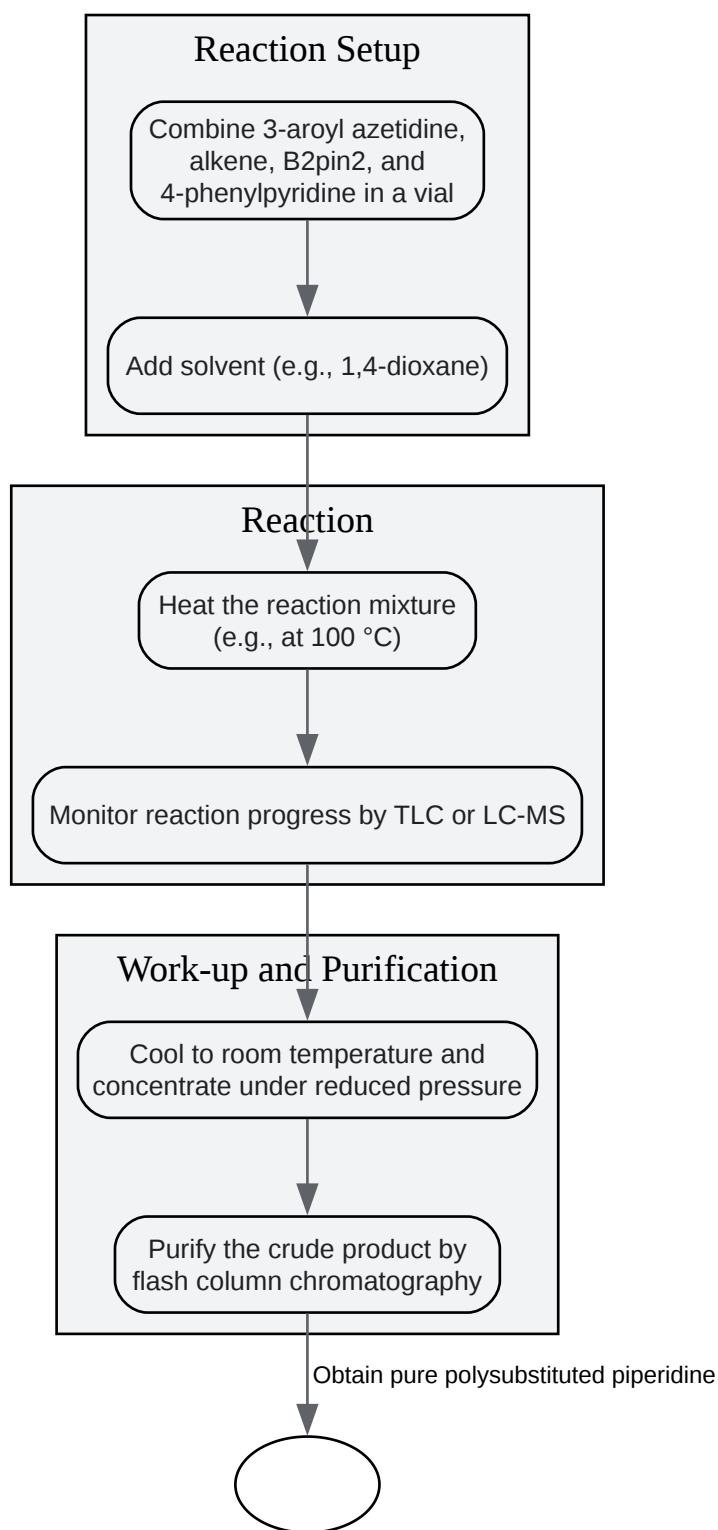 Reaction Setup
Combine 3-aroyl azetidine,
alkene, B2pin2, and
4-phenylpyridine in a vial
Add solvent (e.g., 1,4-dioxane)
Reaction
Heat the reaction mixture
(e.g., at 100 °C)
Monitor reaction progress by TLC or LC-MS
Work-up and Purification
Cool to room temperature and
concentrate under reduced pressure
Purify the crude product by
flash column chromatography
Obtain pure polysubstituted piperidine